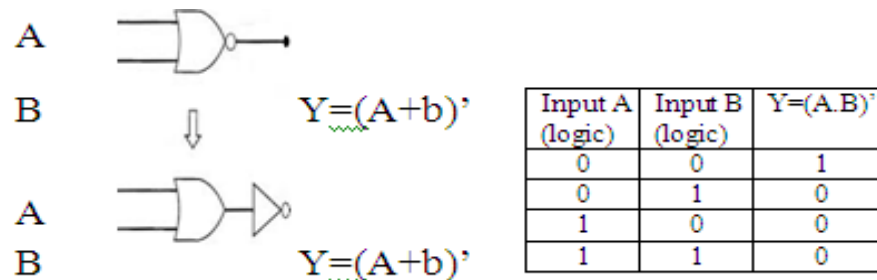 A
B
Y=(A+b)’
A
B
Y=(A+b)’
Input A Input B Y=(A.B)’
(logic) (logic)
0 0 1
0 1 0
1 0 0
1 1 0